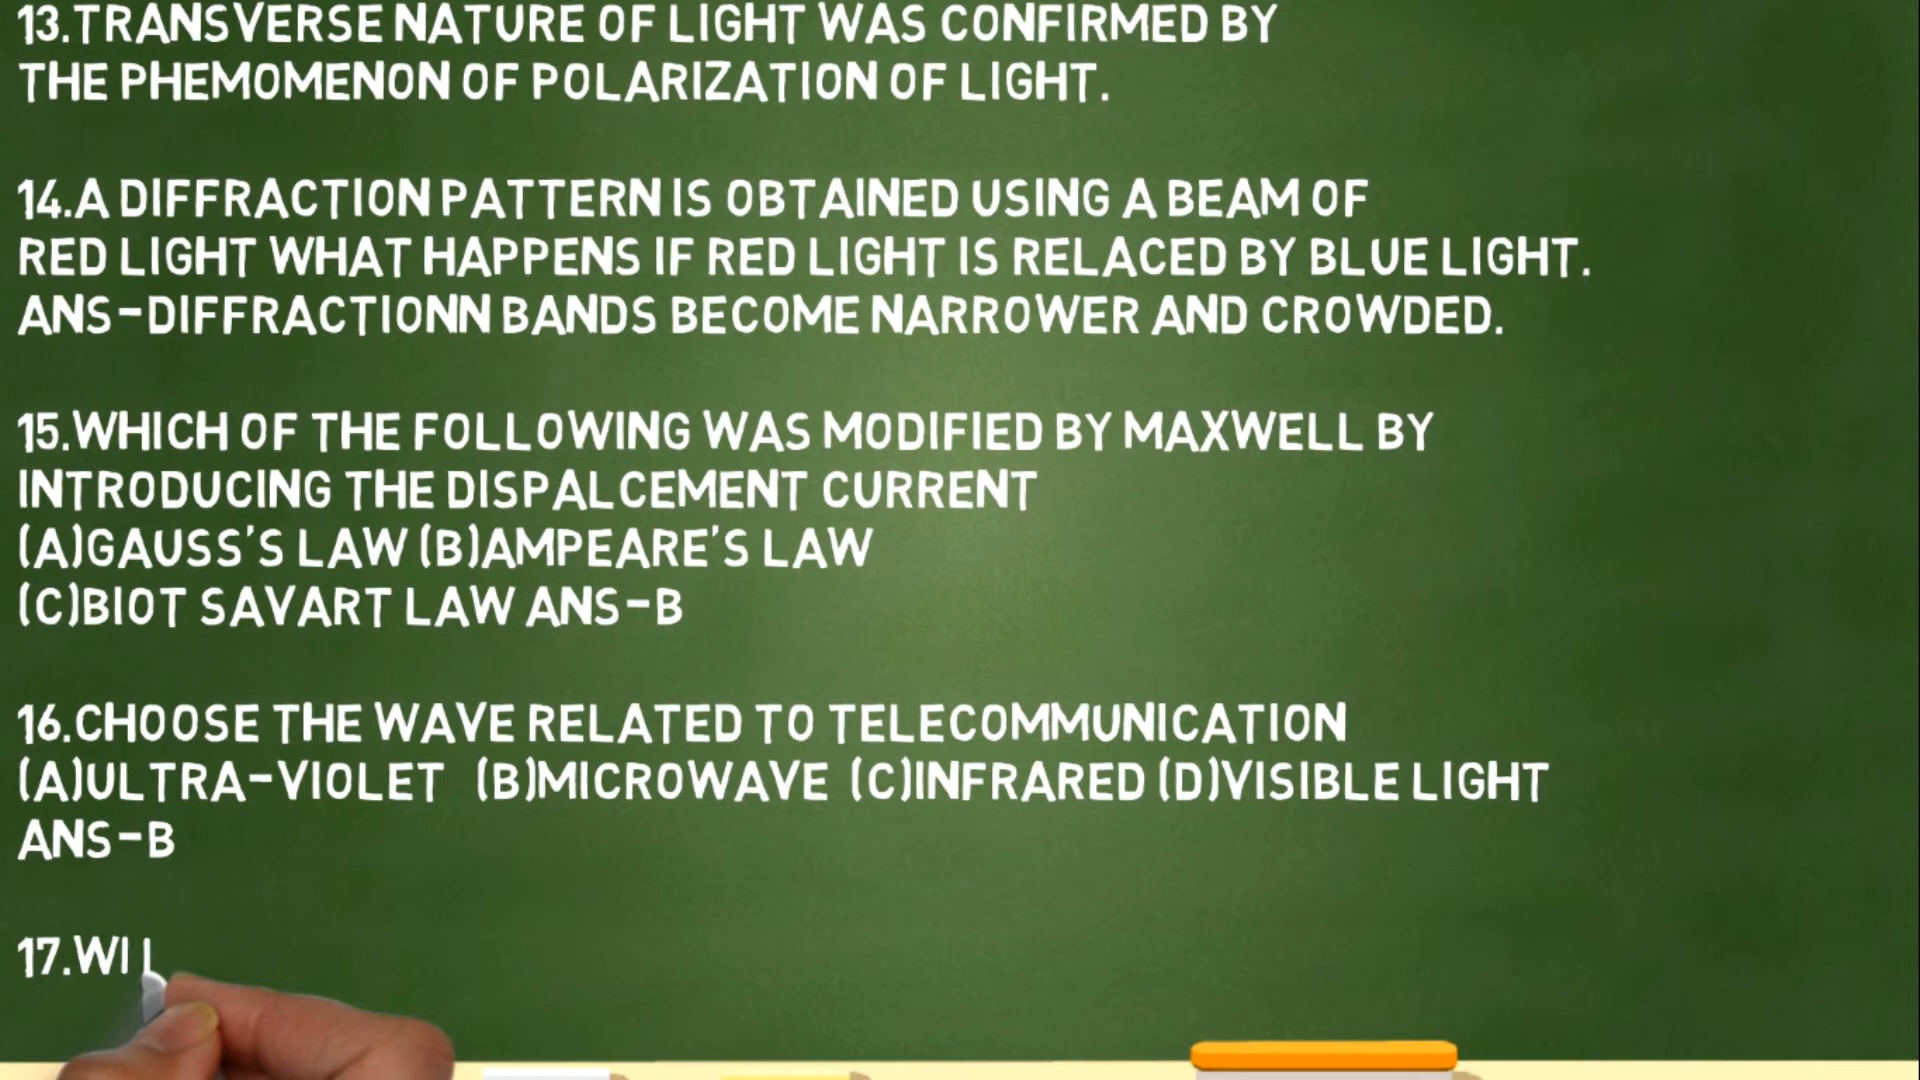 13.TRANSVERSE NATURE OF LIGHT WAS CONFIRMED BY
THE PHEMOMENON OF POLARIZATION OF LIGHT.
14.A DIFFRACTION PATTERN IS OBTAINED USING A BEAM OF
RED LIGHT WHAT HAPPENS IF RED LIGHT IS RELACED BY BLUE LIGHT.
ANS-DIFFRACTIONN BANDS BECOME NARROWER AND CROWDED.
15.WHICH OF THE FOLLOWING WAS MODIFIED BY MAXWELL BY
INTRODUCING THE DISPALCEMENT CURRENT
(A)GAUSS'S LAW (B)AMPEARE'S LAW
(C)BIOT SAVART LAW ANS-B
16.CHOOSE THE WAVE RELATED TO TELECOMMUNICATION
(A)ULTRA-VIOLET (B)MICROWAVE (C)INFRARED (D)VISIBLE LIGHT
ANS-B
17.